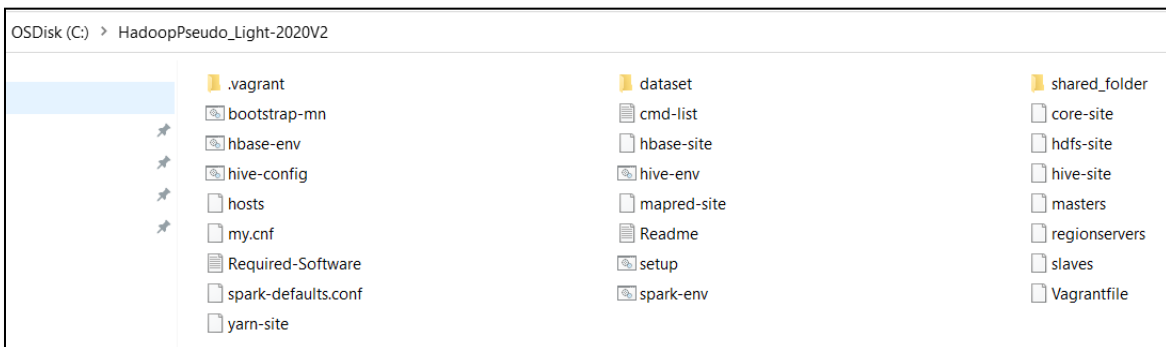 OSDisk (C:) > HadoopPseudo_Light-2020V2
.vagrant dataset shared_folder
bootstrap-mn cmd-list core-site
hbase-env hbase-site hdfs-site
hive-config hive-env hive-site
hosts mapred-site masters
my.cnf Readme regionservers
Required-Software setup slaves
spark-defaults.conf spark-env Vagrantfile
yarn-site